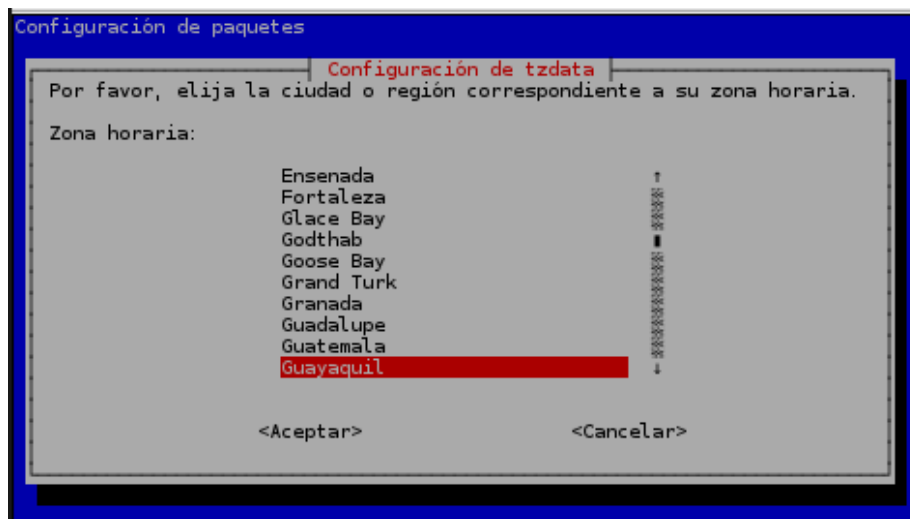 Configuración de paquetes
Configuración de tzdata
Por favor, elija la ciudad o región correspondiente a su zona horaria.
Zona horaria:
Ensenada
Fortaleza
Glace Bay
Godthab
Goose Bay
Grand Turk
Granada
Guadalupe
Guatemala
Guayaquil
<Aceptar> <Cancelar>